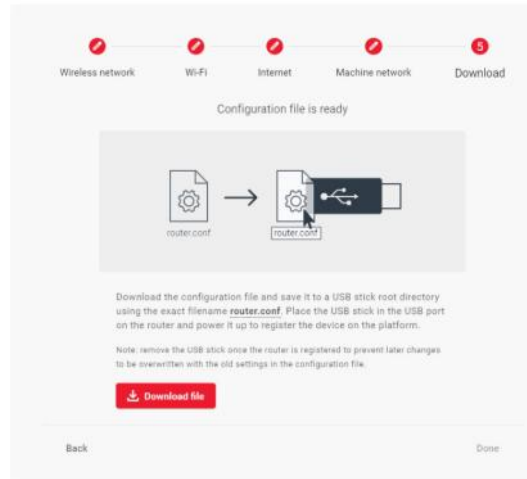 5
Wireless network Wi-Fi Internet Machine network Download
Configuration file is ready
router.conf router.conf
Download the configuration file and save it to a USB stick root directory
using the exact filename router.conf. Place the USB stick in the USB port
on the router and power it up to register the device on the platform.
Note: remove the USB stick once the router is registered to prevent later changes
to be overwritten with the old settings in the configuration file.
Download file
Back Done